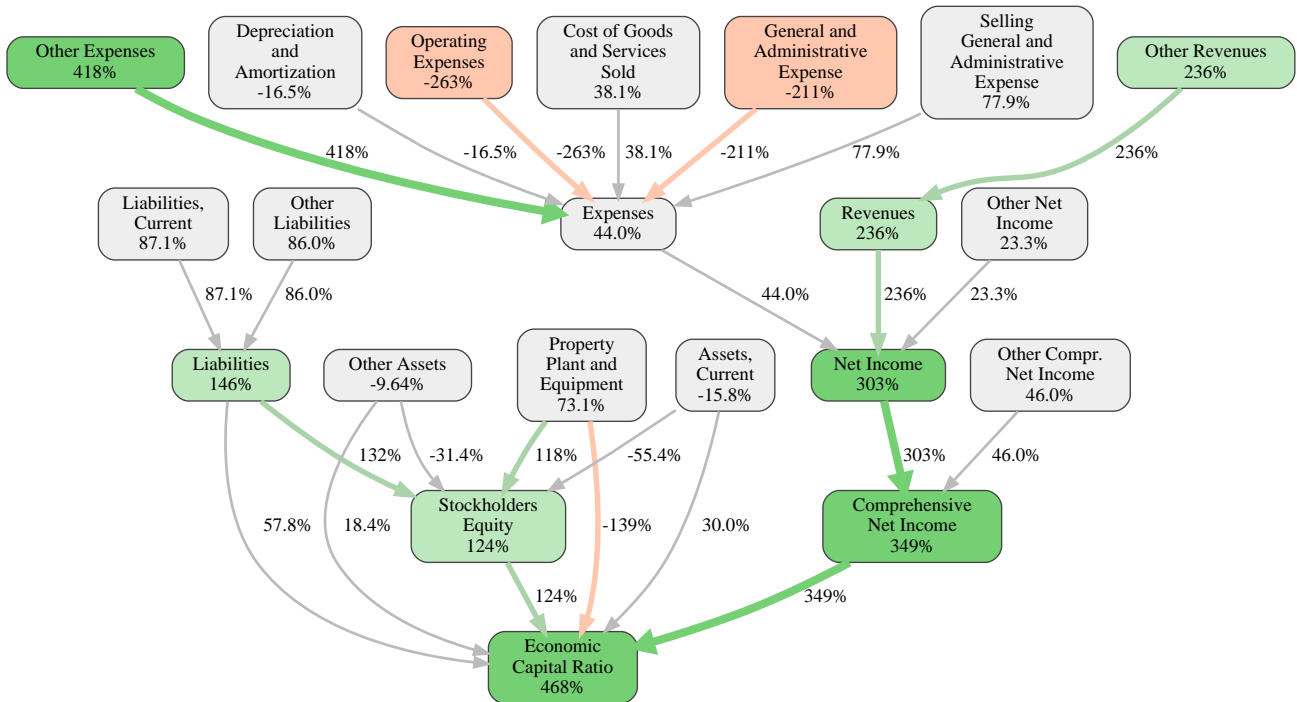 Other Expenses
418%
Depreciation
and
Amortization
-16.5%
Operating
Expenses
-263%
Cost of Goods
and Services
Sold
38.1%
General and
Administrative
Expense
-211%
Selling
General and
Administrative
Expense
77.9%
Other Revenues
236%
418%
-16.5%
-263%
38.1%
-211%
77.9%
236%
Liabilities,
Current
87.1%
Other
Liabilities
86.0%
Expenses
44.0%
Revenues
236%
Other Net
Income
23.3%
87.1%
86.0%
44.0%
236%
23.3%
Liabilities
146%
Other Assets
-9.64%
Property
Plant and
Equipment
73.1%
Assets,
Current
-15.8%
Net Income
303%
Other Compr.
Net Income
46.0%
132%
-31.4%
118%
-55.4%
303%
46.0%
57.8%
18.4%
Stockholders
Equity
124%
-139%
30.0%
Comprehensive
Net Income
349%
124%
349%
Economic
Capital Ratio
468%